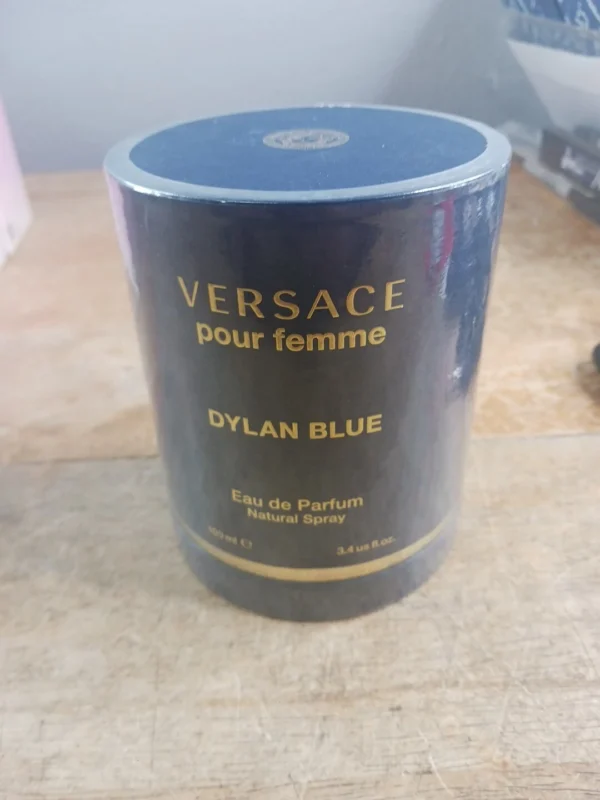 VERSACE
pour femme
DYLAN BLUE
Eau de Parfum
Natural Spray
100 ml ℮ 3.4 us fl.oz.